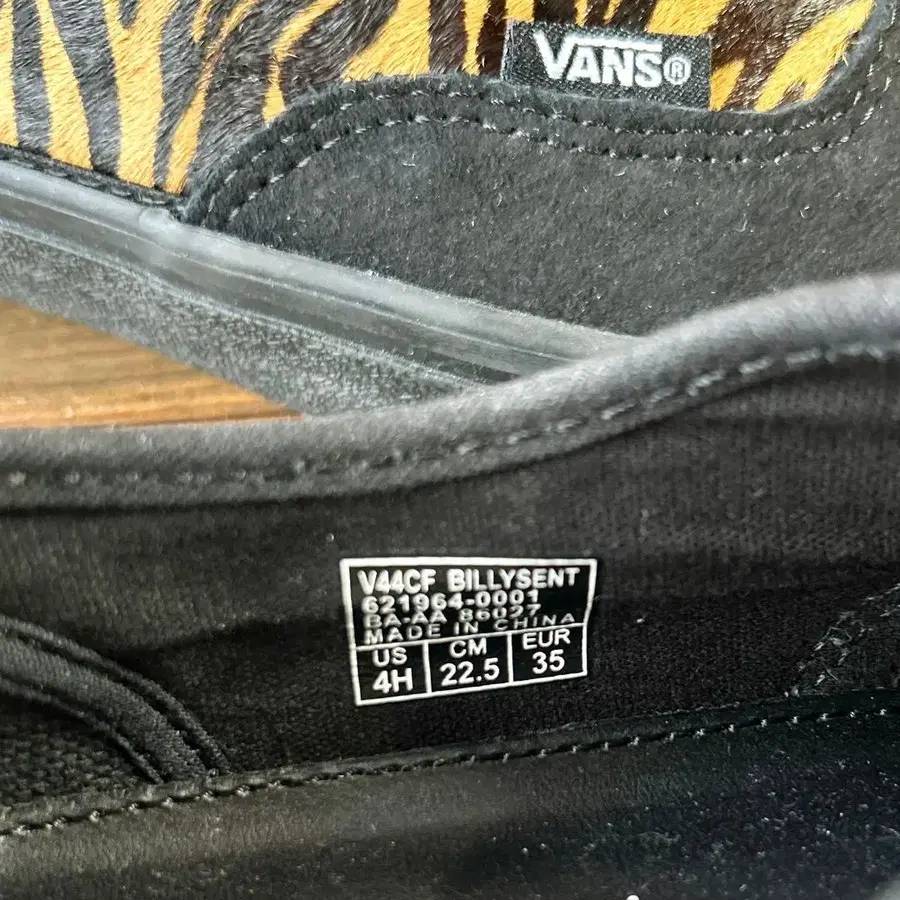 VANS®
V44CF BILLYSENT
621964-0001
BA-AA 86027
MADE IN CHINA
US CM EUR
4H 22.5 35